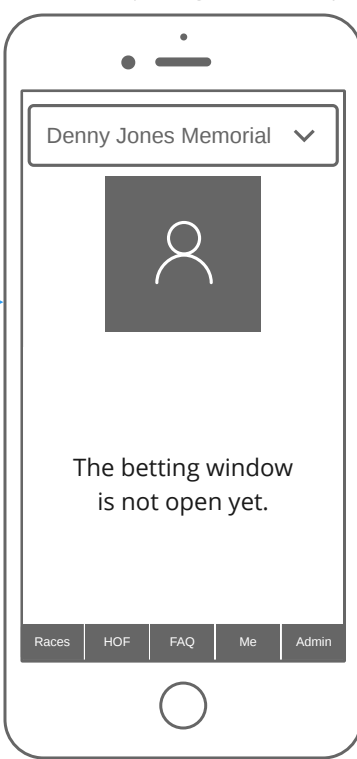 Denny Jones Memorial
The betting window
is not open yet.
Races HOF FAQ Me Admin